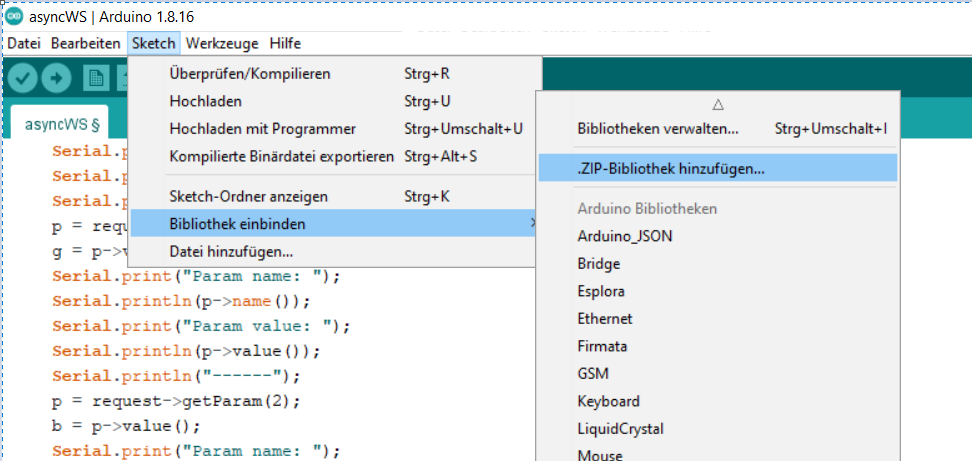 asyncWS | Arduino 1.8.16
Datei Bearbeiten Sketch Werkzeuge Hilfe
asyncWS §
Überprüfen/Kompilieren Strg+R
Hochladen Strg+U
Hochladen mit Programmer Strg+Umschalt+U
Kompilierte Binärdatei exportieren Strg+Alt+S
Sketch-Ordner anzeigen Strg+K
Bibliothek einbinden
Datei hinzufügen...
Bibliotheken verwalten... Strg+Umschalt+I
.ZIP-Bibliothek hinzufügen...
Arduino Bibliotheken
Arduino_JSON
Bridge
Esplora
Ethernet
Firmata
GSM
Keyboard
LiquidCrystal
Mouse
Serial.p
Serial.p
Serial.p
p = requ
g = p->v
Serial.print("Param name: ");
Serial.println(p->name());
Serial.print("Param value: ");
Serial.println(p->value());
Serial.println("------");
p = request->getParam(2);
b = p->value();
Serial.print("Param name: ");